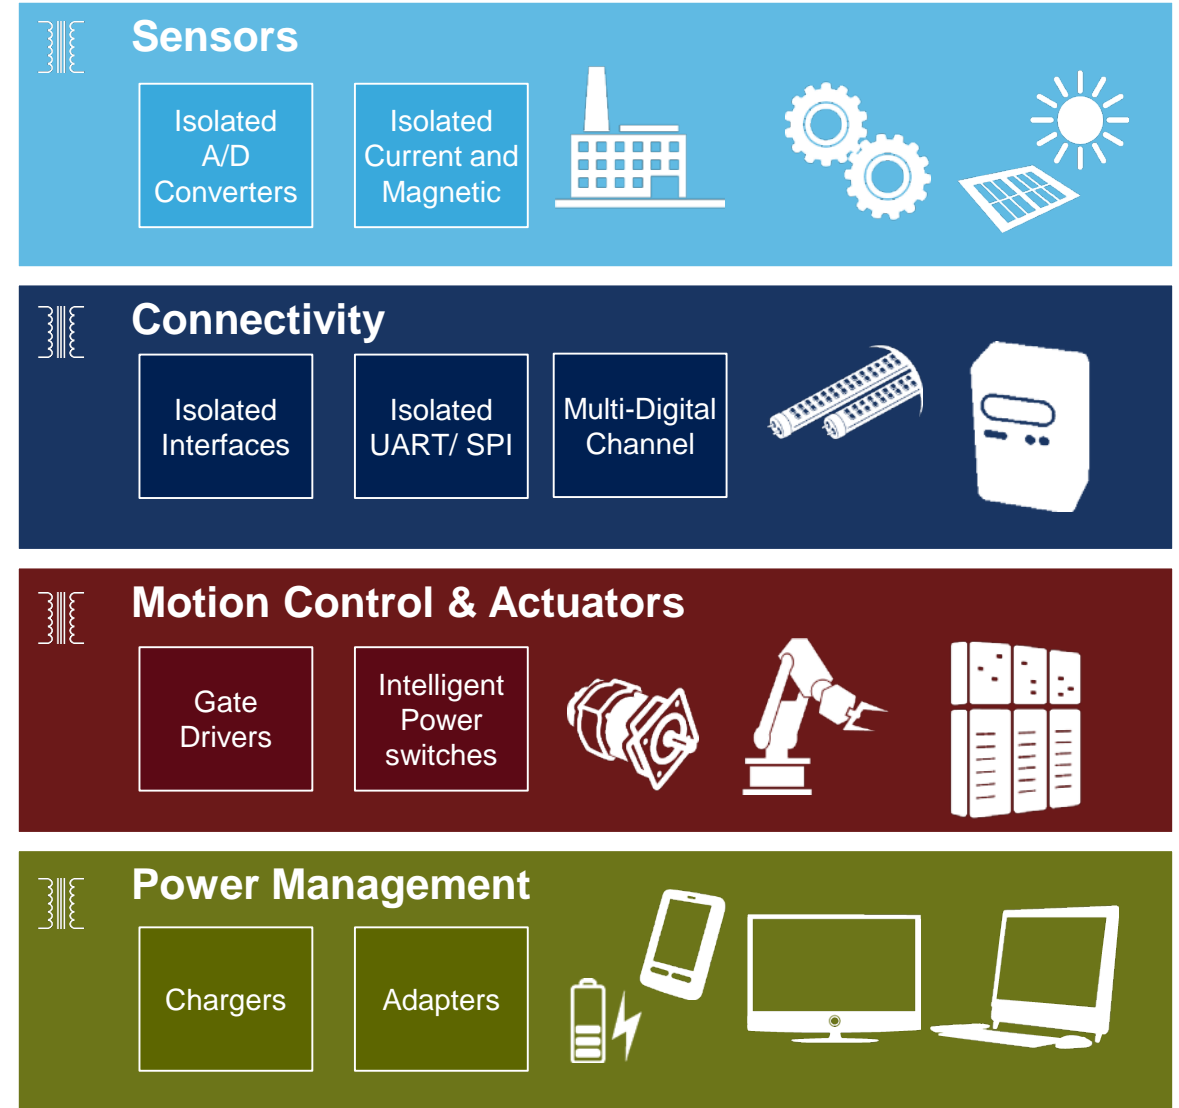 Sensors
Isolated
A/D
Converters
Isolated
Current and
Magnetic
Connectivity
Isolated
Interfaces
Isolated
UART/ SPI
Multi-Digital
Channel
Motion Control & Actuators
Gate
Drivers
Intelligent
Power
switches
Power Management
Chargers
Adapters